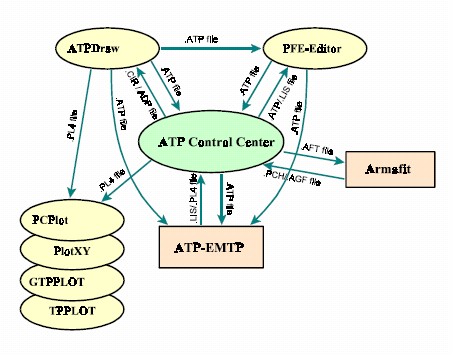 ATPDraw
.ATP file
PFE-Editor
.CIR / ADP file
.ATP file
.ATP file
.ATP / .LIS file
.ATP file
.ATP file
.PL4 file
ATP Control Center
.AFT file
Armafit
.PCH/AGF file
.PL4 file
.LIS/.PL4 file
.ATP file
PCPlot
PlotXY
GTPPLOT
TPPLOT
ATP-EMTP